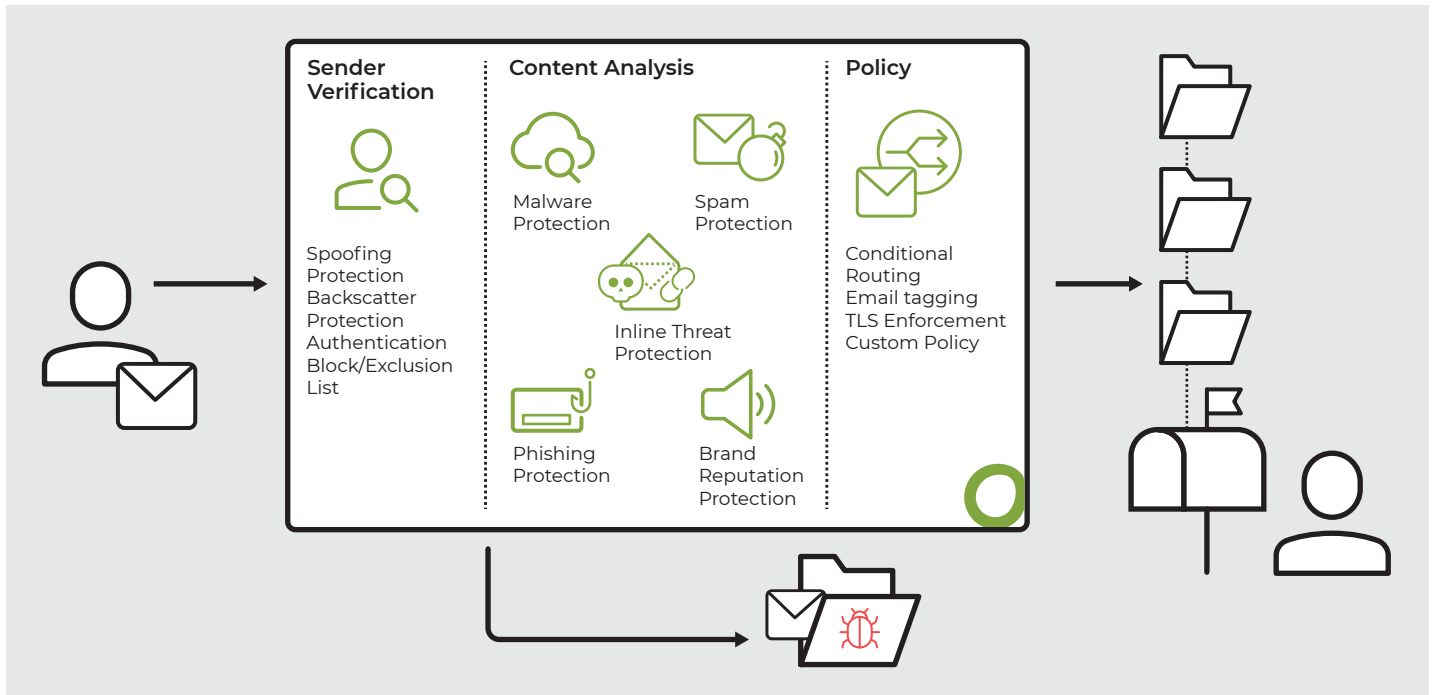 Sender
Verification
Spoofing
Protection
Backscatter
Protection
Authentication
Block/Exclusion
List
Content Analysis
Malware
Protection
Spam
Protection
Inline Threat
Protection
Phishing
Protection
Brand
Reputation
Protection
Policy
Conditional
Routing
Email tagging
TLS Enforcement
Custom Policy